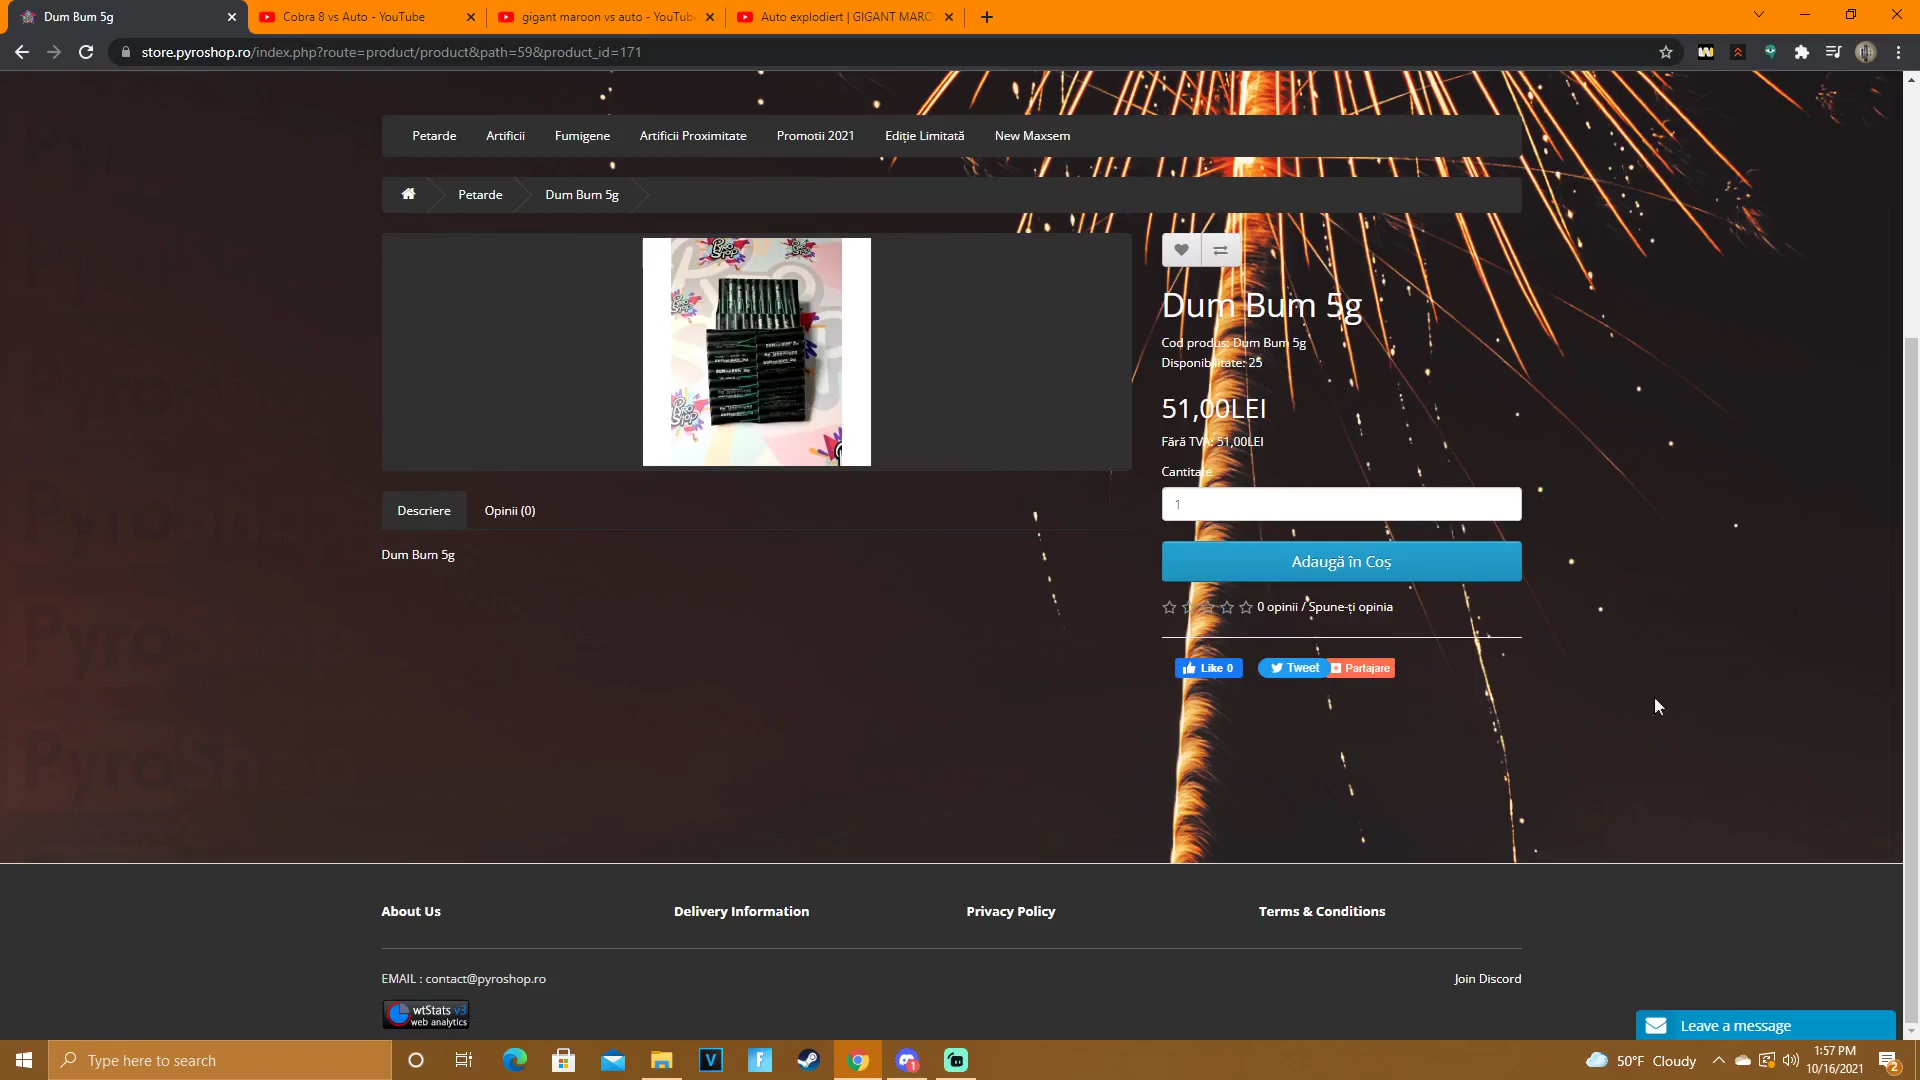 Dum Bum 5g
Cobra 8 vs Auto - YouTube
gigant maroon vs auto - YouTube
Auto explodiert | GIGANT MARO
store.pyroshop.ro/index.php?route=product/product&path=59&product_id=171
Petarde
Artificii
Fumigene
Artificii Proximitate
Promotii 2021
Ediție Limitată
New Maxsem
Petarde
Dum Bum 5g
Dum Bum 5g
Cod produs: Dum Bum 5g
Disponibilitate: 25
51,00LEI
Fără TVA: 51,00LEI
Cantitate
1
Adaugă în Coș
0 opinii / Spune-ți opinia
Like 0
Tweet
Partajare
Descriere
Opinii (0)
Dum Bum 5g
Pyro
Pyroshop
About Us
Delivery Information
Privacy Policy
Terms & Conditions
EMAIL : contact@pyroshop.ro
Join Discord
wtStats v3
web analytics
Leave a message
Type here to search
50°F Cloudy
1:57 PM
10/16/2021
2